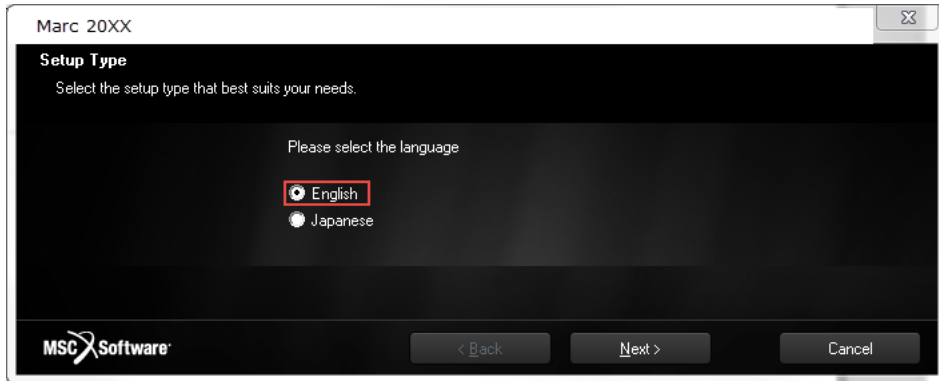 Marc 20XX
Setup Type
Select the setup type that best suits your needs.
Please select the language
English
Japanese
MSC Software
< Back
Next >
Cancel